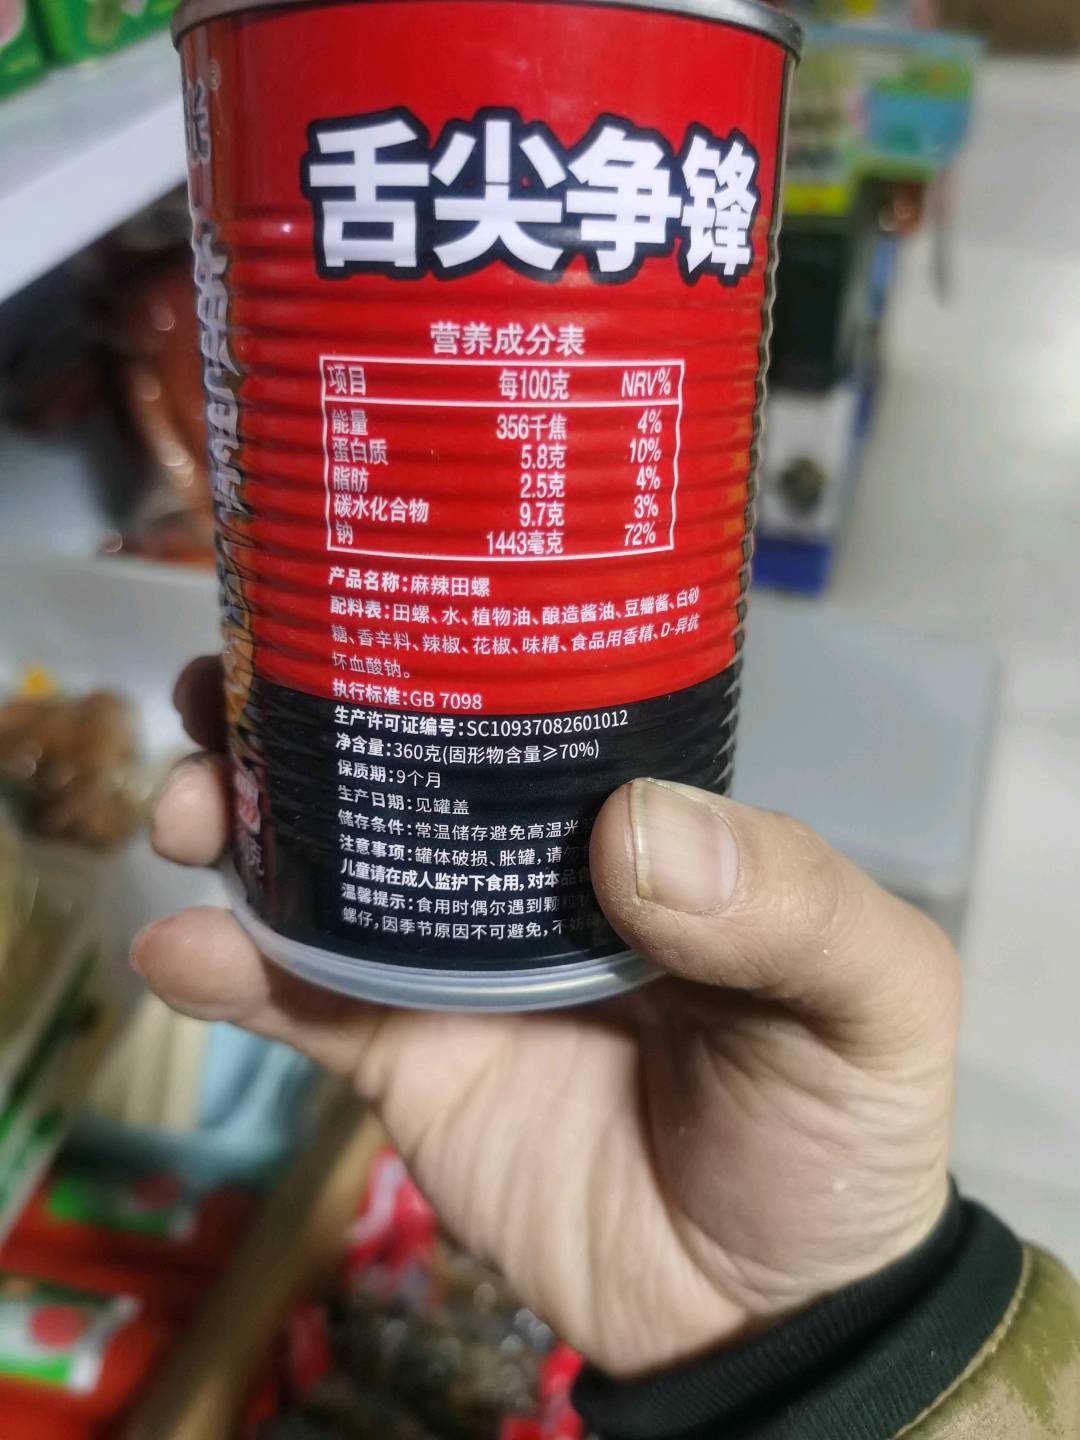 舌尖争锋
营养成分表
项目 每100克 NRV%
能量 356千焦 4%
蛋白质 5.8克 10%
脂肪 2.5克 4%
碳水化合物 9.7克 3%
钠 1443毫克 72%
产品名称:麻辣田螺
配料表:田螺、水、植物油、酿造酱油、豆瓣酱、白砂
糖、香辛料、辣椒、花椒、味精、食品用香精、D-异抗
坏血酸钠。
执行标准:GB 7098
生产许可证编号:SC10937082601012
净含量:360克(固形物含量≥70%)
保质期:9个月
生产日期:见罐盖
储存条件:常温储存避免高温光
注意事项:罐体破损、胀罐,请勿
儿童请在成人监护下食用,对本品
温馨提示:食用时偶尔遇到颗粒
螺仔,因季节原因不可避免,不妨